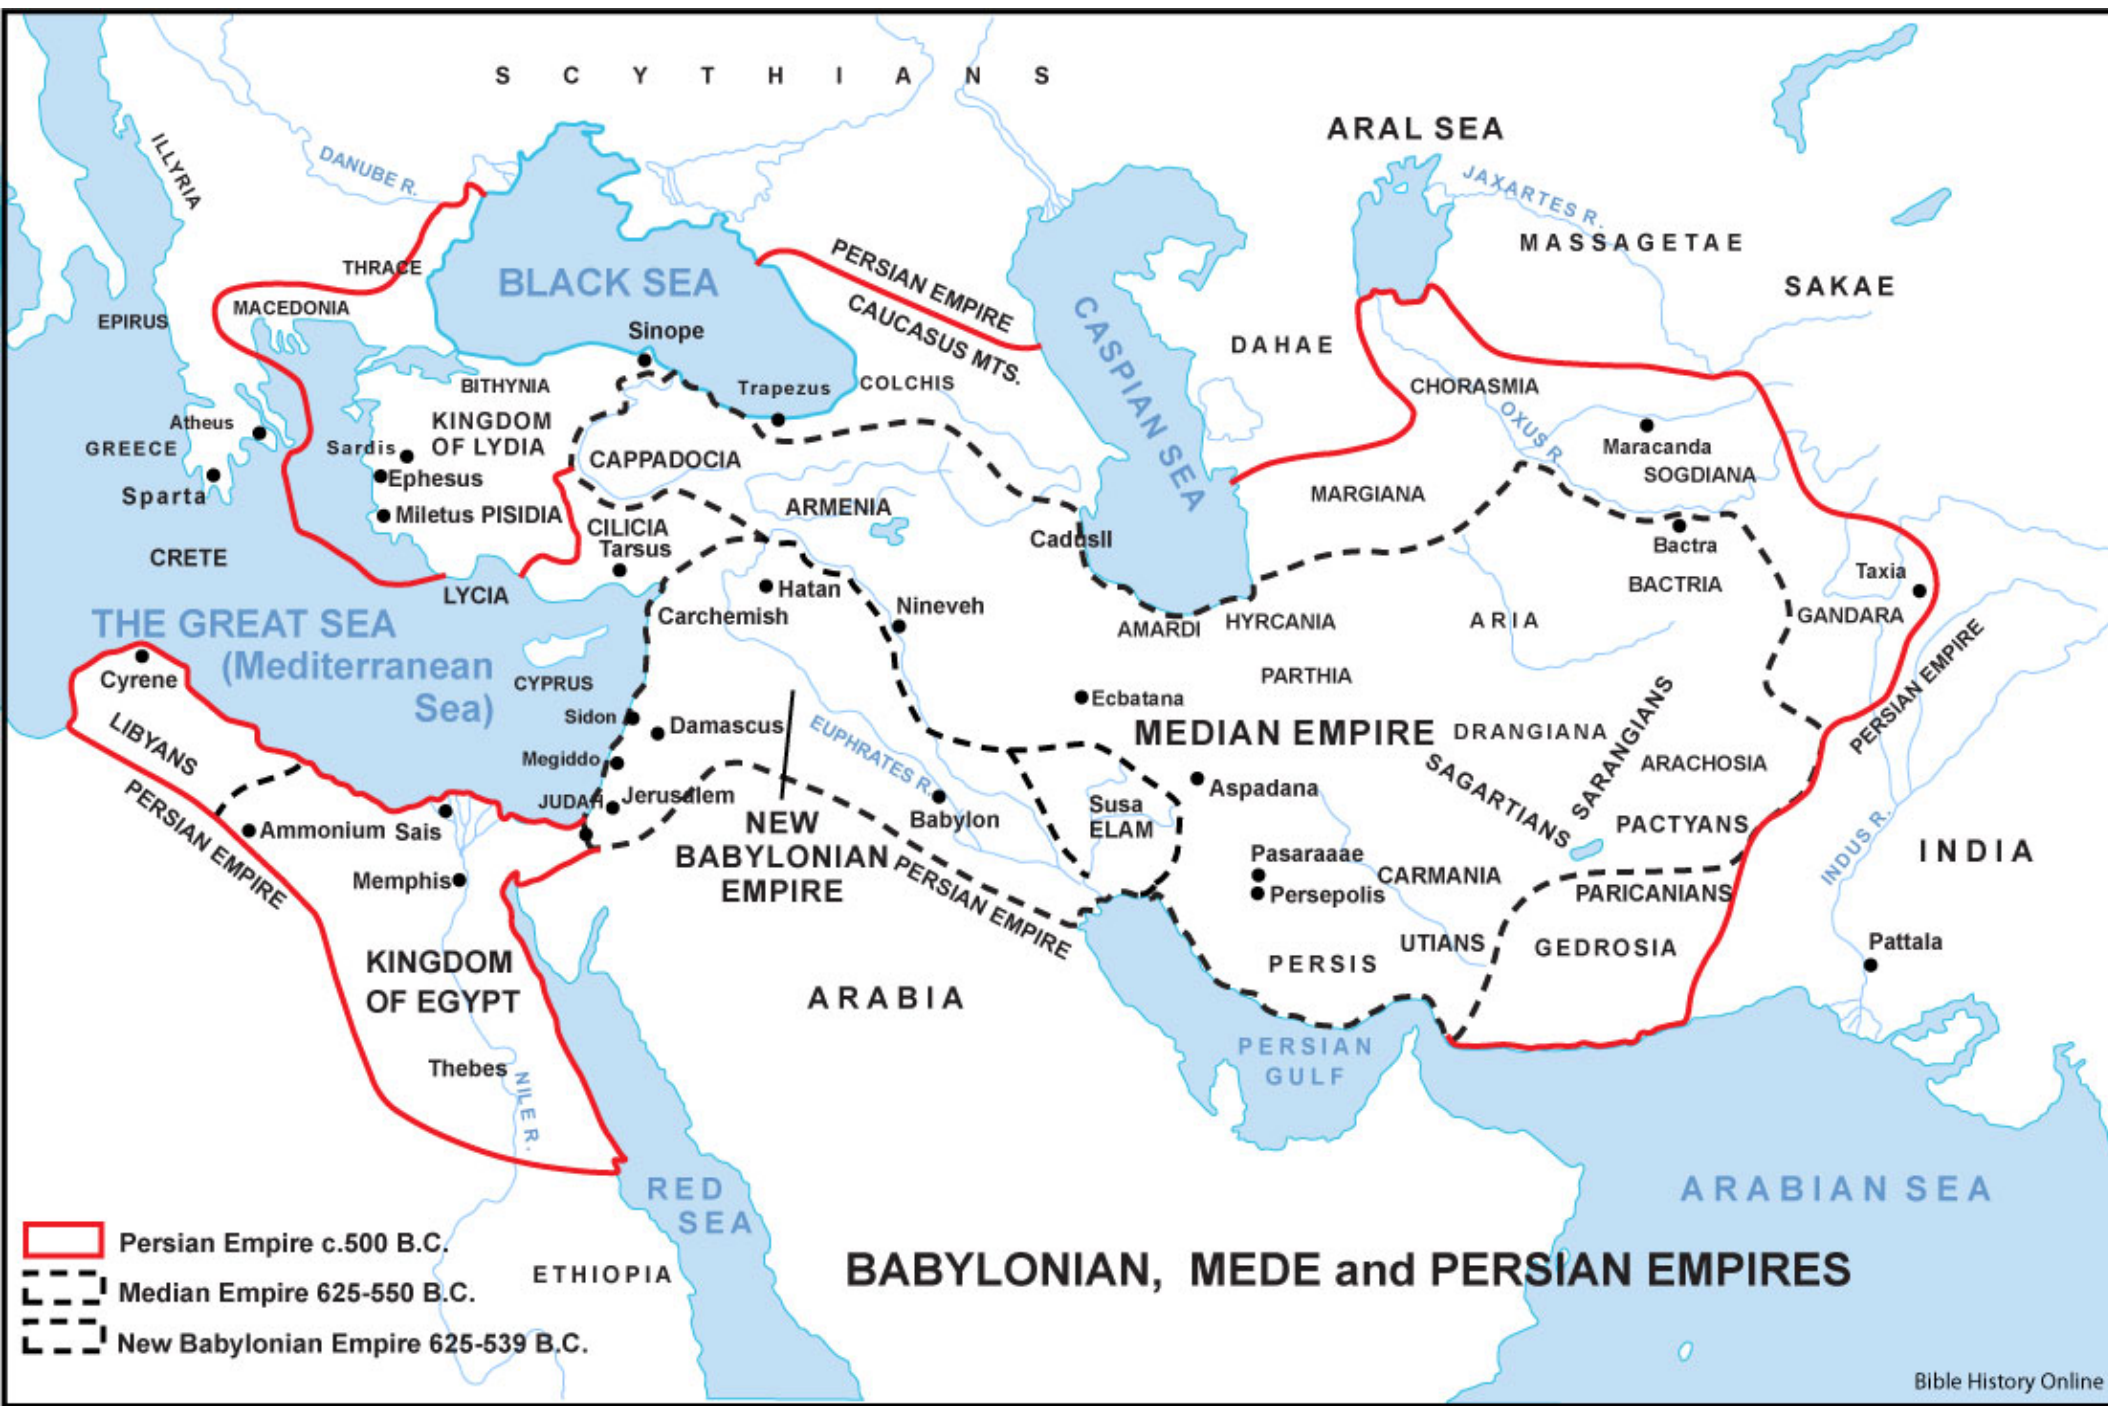 SCYTHIANS
ARAL SEA
ILLYRIA
DANUBE R.
JAXARTES R.
MASSAGETAE
SAKAE
THRACE
BLACK SEA
PERSIAN EMPIRE
CAUCASUS MTS.
CASPIAN SEA
DAHAE
MACEDONIA
EPIRUS
Sinope
BITHYNIA
Trapezus
COLCHIS
CHORASMIA
OXUS R.
Atheus
GREECE
Sparta
KINGDOM
OF LYDIA
Sardis
Ephesus
Miletus PISIDIA
CAPPADOCIA
ARMENIA
CILICIA
Tarsus
Cadusll
MARGIANA
Maracanda
SOGDIANA
Bactra
BACTRIA
Taxia
GANDARA
CRETE
LYCIA
THE GREAT SEA
(Mediterranean
Sea)
Carchemish
Hatan
Nineveh
AMARDI
HYRCANIA
ARIA
PARTHIA
PERSIAN EMPIRE
Cyrene
LIBYANS
CYPRUS
Sidon
Damascus
Megiddo
EUPHRATES R.
Ecbatana
MEDIAN EMPIRE
DRANGIANA
SARANGIANS
SAGARTIANS
ARACHOSIA
Aspadana
PERSIAN EMPIRE
JUDAH
Jerusalem
Ammonium
Sais
NEW
BABYLONIAN
EMPIRE
Babylon
Susa
ELAM
PACTYANS
INDUS R.
INDIA
Memphis
PERSIAN EMPIRE
Pasaraaae
Persepolis
CARMANIA
PARICANIANS
UTIANS
GEDROSIA
Pattala
KINGDOM
OF EGYPT
PERSIS
ARABIA
Thebes
NILE R.
PERSIAN
GULF
RED
SEA
ARABIAN SEA
ETHIOPIA
BABYLONIAN, MEDE and PERSIAN EMPIRES
Persian Empire c.500 B.C.
Median Empire 625-550 B.C.
New Babylonian Empire 625-539 B.C.
Bible History Online